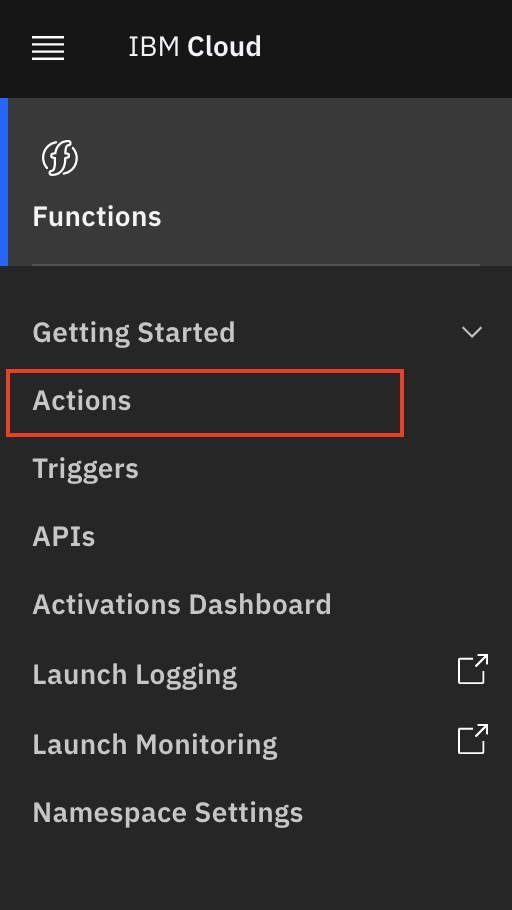 IBM Cloud
Functions
Getting Started
Actions
Triggers
APIs
Activations Dashboard
Launch Logging
Launch Monitoring
Namespace Settings